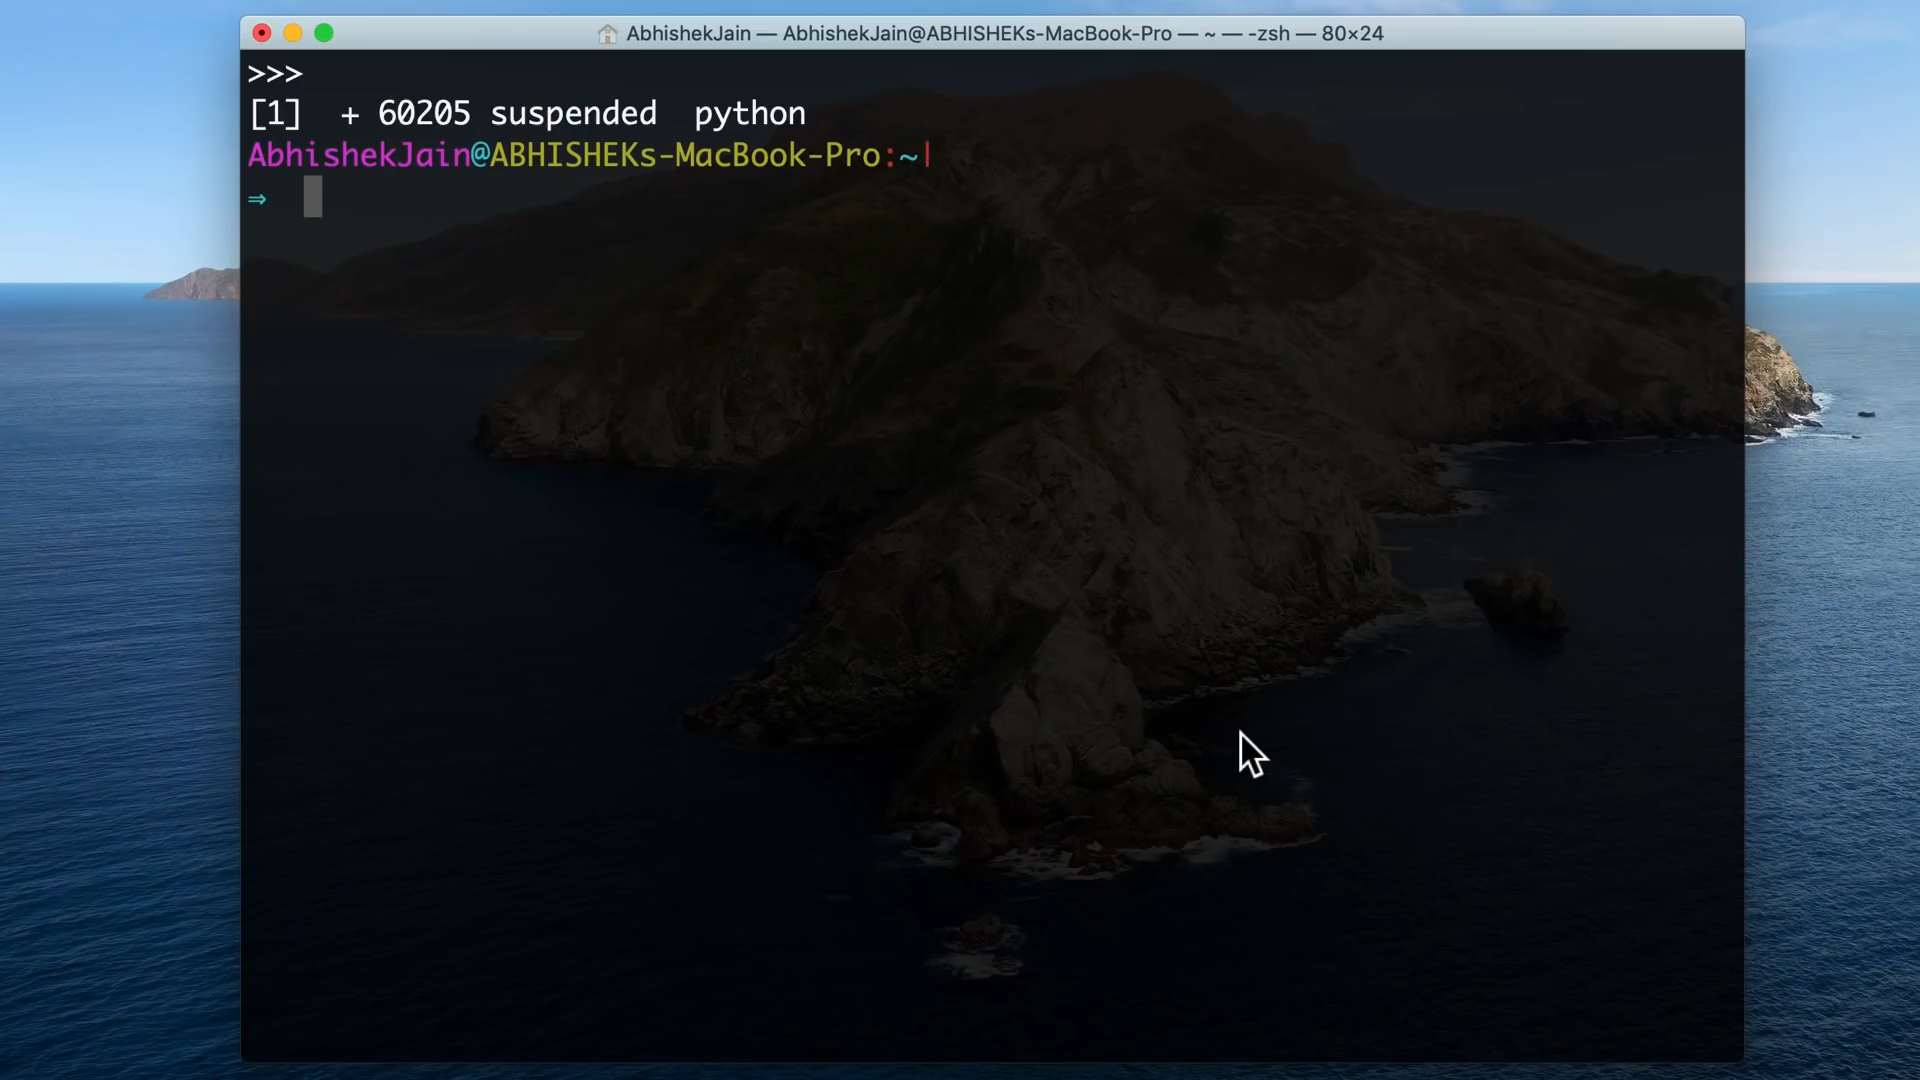 AbhishekJain — AbhishekJain@ABHISHEKs-MacBook-Pro — ~ — -zsh — 80×24
>>>
[1]  + 60205 suspended  python
AbhishekJain@ABHISHEKs-MacBook-Pro:~|
⇒